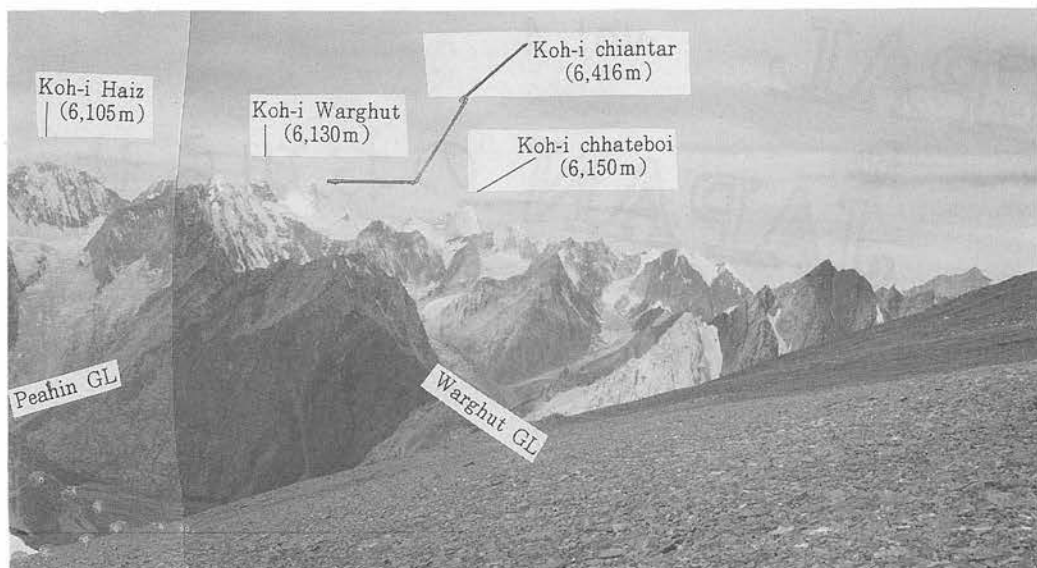 Koh-i Haiz
(6,105m)
Koh-i Warghut
(6,130m)
Koh-i chiantar
(6,416m)
Koh-i chhateboi
(6,150m)
Peahin GL
Warghut GL